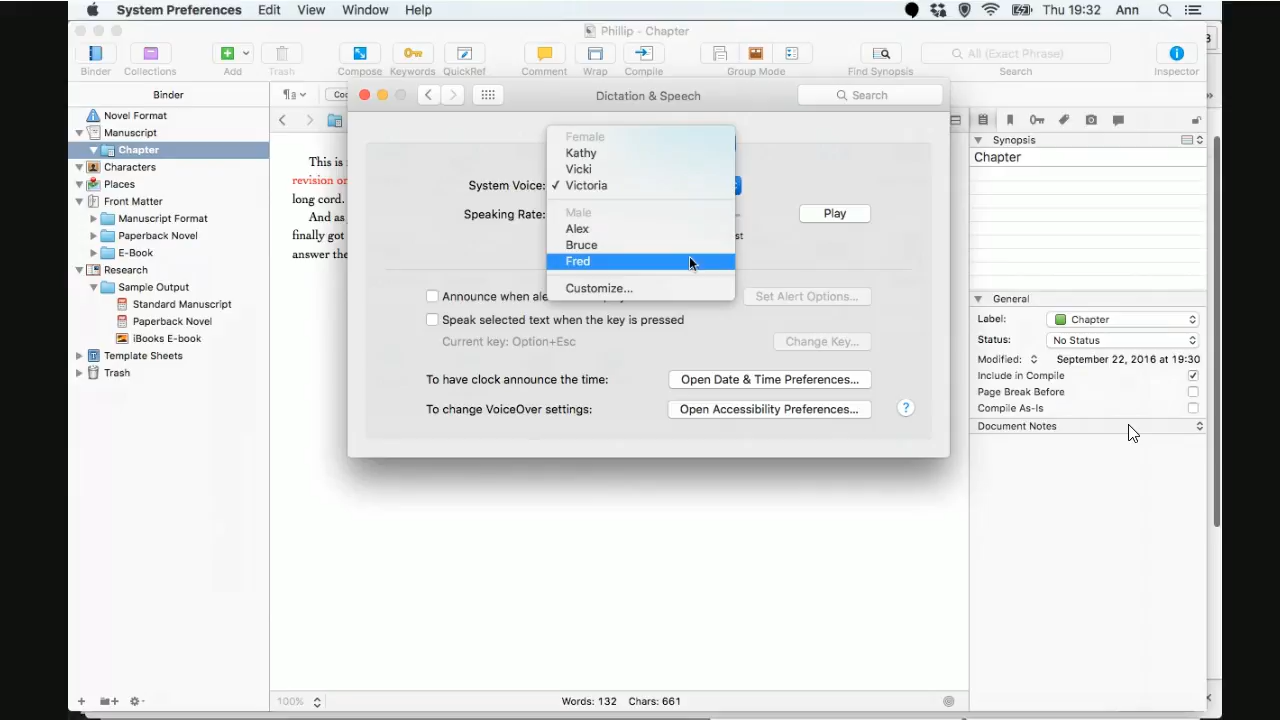 System Preferences Edit View Window Help Thu 19:32 Ann
Phillip - Chapter
Binder Collections Add Trash Compose Keywords QuickRef Comment Wrap Compile Group Mode Find Synopsis All (Exact Phrase) Search Inspector
Binder
Novel Format
Manuscript
Chapter
Characters
Places
Front Matter
Manuscript Format
Paperback Novel
E-Book
Research
Sample Output
Standard Manuscript
Paperback Novel
iBooks E-book
Template Sheets
Trash
This is
revision
long cord.
And as
finally got
answer the
Dictation & Speech
Search
System Voice:
Female
Kathy
Vicki
✓ Victoria
Male
Alex
Bruce
Fred
Customize...
Speaking Rate:
Play
Announce when
Set Alert Options...
Speak selected text when the key is pressed
Current key: Option+Esc
Change Key...
To have clock announce the time:
Open Date & Time Preferences...
To change VoiceOver settings:
Open Accessibility Preferences...
?
Synopsis
Chapter
General
Label: Chapter
Status: No Status
Modified: September 22, 2016 at 19:30
Include in Compile
Page Break Before
Compile As-Is
Document Notes
100%
Words: 132 Chars: 661